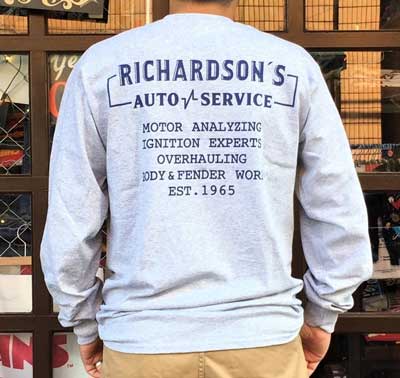 RICHARDSON'S
AUTO SERVICE
MOTOR ANALYZING
IGNITION EXPERTS
OVERHAULING
BODY & FENDER WORK
EST.1965